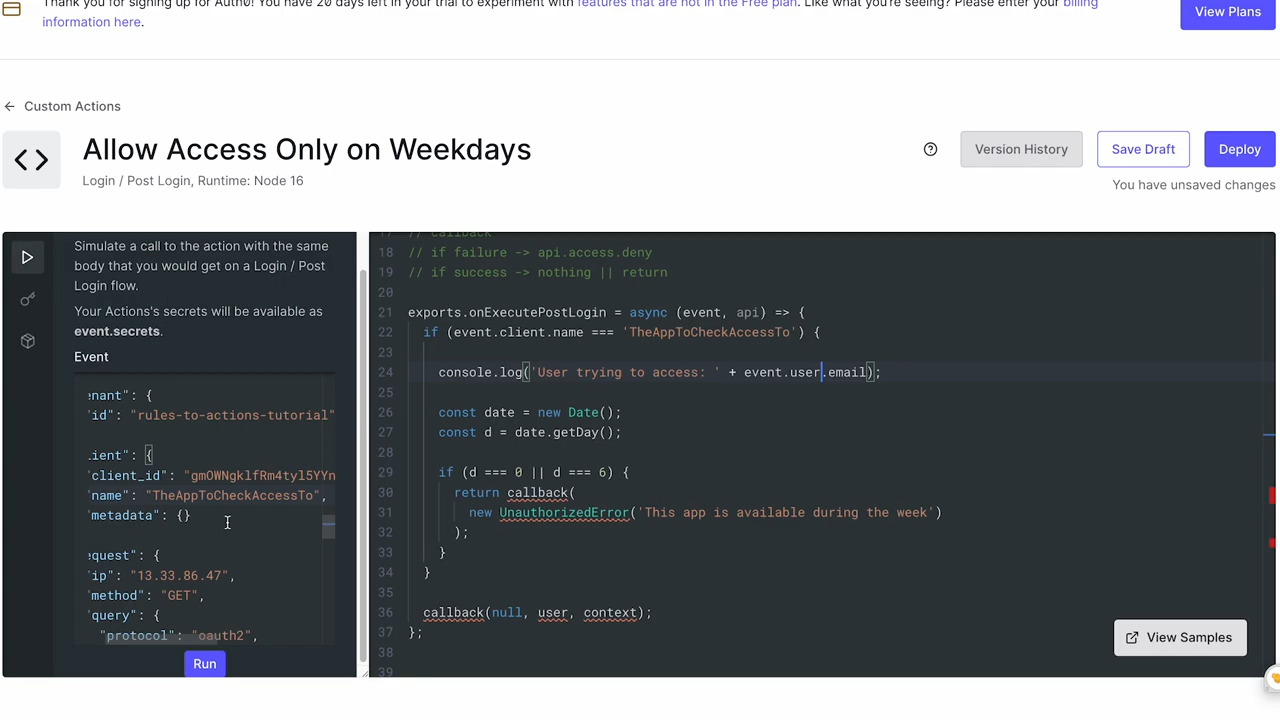 Thank you for signing up for Auth0! You have 20 days left in your trial to experiment with features that are not in the Free plan. Like what you're seeing? Please enter your billing
information here.
View Plans
Custom Actions
Allow Access Only on Weekdays
Login / Post Login, Runtime: Node 16
Version History
Save Draft
Deploy
You have unsaved changes
Simulate a call to the action with the same
body that you would get on a Login / Post
Login flow.
Your Actions's secrets will be available as
event.secrets.
Event
enant": {
"id": "rules-to-actions-tutorial"
lient": {
"client_id": "gmOWNgklfRm4tyl5YYn
"name": "TheAppToCheckAccessTo",
"metadata": {}
equest": {
"ip": "13.33.86.47",
"method": "GET",
"query": {
"protocol": "oauth2",
Run
17 // callback
18 // if failure -> api.access.deny
19 // if success -> nothing || return
20
21 exports.onExecutePostLogin = async (event, api) => {
22 if (event.client.name === 'TheAppToCheckAccessTo') {
23
24 console.log('User trying to access: ' + event.user.email);
25
26 const date = new Date();
27 const d = date.getDay();
28
29 if (d === 0 || d === 6) {
30 return callback(
31 new UnauthorizedError('This app is available during the week')
32 );
33 }
34 }
35
36 callback(null, user, context);
37 };
38
39
View Samples